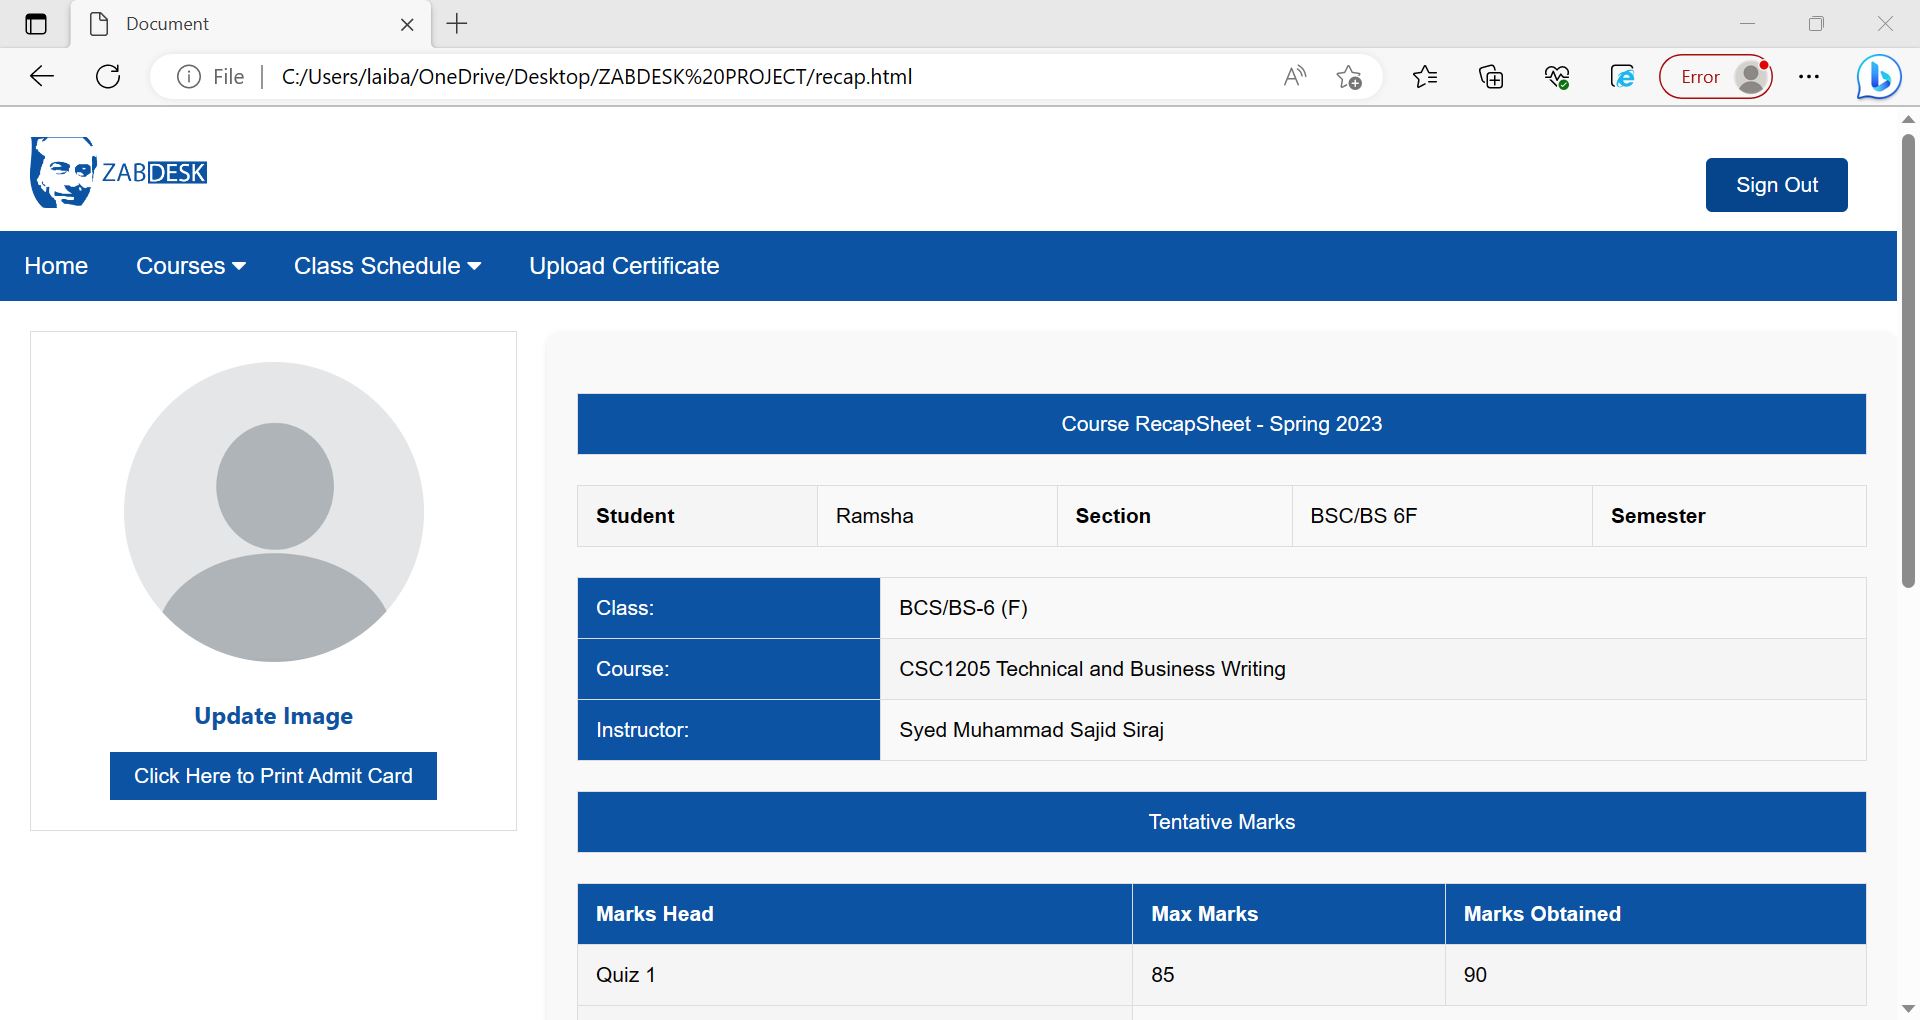 Document
File
C:/Users/laiba/OneDrive/Desktop/ZABDESK%20PROJECT/recap.html
Error
ZABDESK
Sign Out
Home Courses Class Schedule Upload Certificate
Update Image
Click Here to Print Admit Card
Course RecapSheet - Spring 2023
Student Ramsha Section BSC/BS 6F Semester
Class: BCS/BS-6 (F)
Course: CSC1205 Technical and Business Writing
Instructor: Syed Muhammad Sajid Siraj
Tentative Marks
Marks Head Max Marks Marks Obtained
Quiz 1 85 90